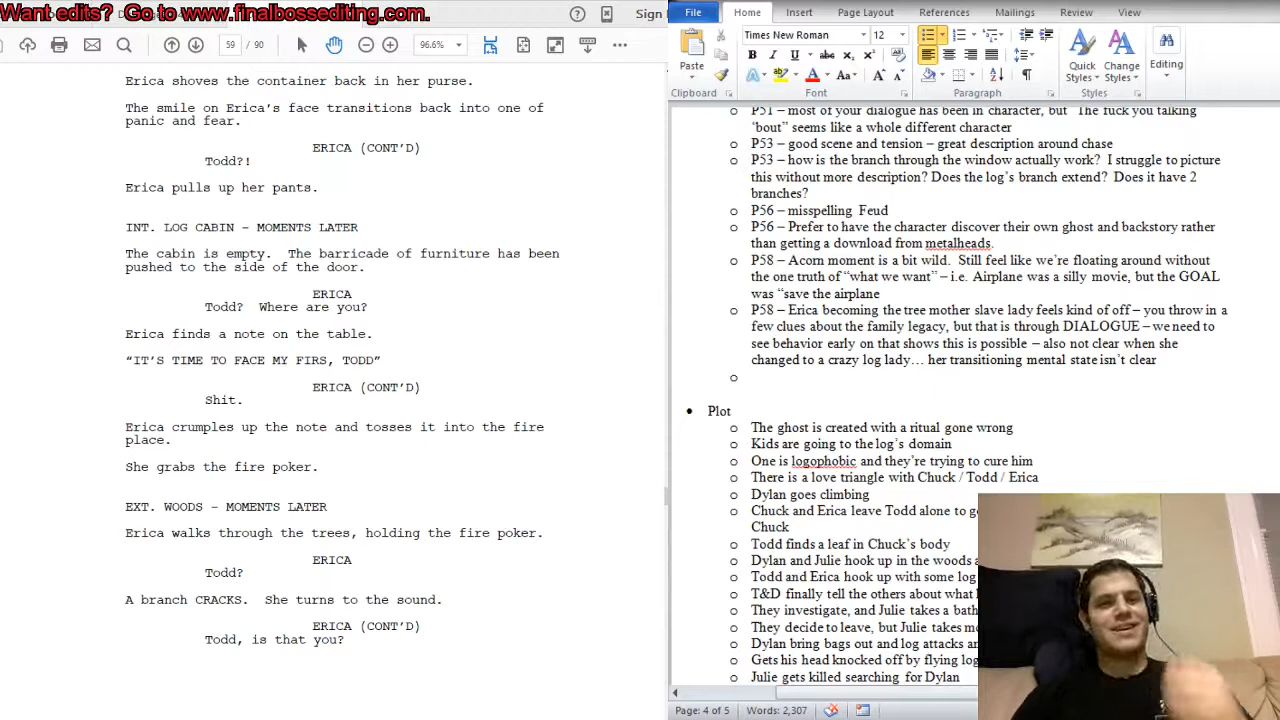 Want edits?  Go to www.finalbossediting.com.
Sign
59
96.6%
Erica shoves the container back in her purse.
The smile on Erica's face transitions back into one of
panic and fear.
ERICA (CONT'D)
Todd?!
Erica pulls up her pants.
INT. LOG CABIN - MOMENTS LATER
The cabin is empty.  The barricade of furniture has been
pushed to the side of the door.
ERICA
Todd?  Where are you?
Erica finds a note on the table.
"IT'S TIME TO FACE MY FIRS, TODD"
ERICA (CONT'D)
Shit.
Erica crumples up the note and tosses it into the fire
place.
She grabs the fire poker.
EXT. WOODS - MOMENTS LATER
Erica walks through the trees, holding the fire poker.
ERICA
Todd?
A branch CRACKS.  She turns to the sound.
ERICA (CONT'D)
Todd, is that you?
File Home Insert Page Layout References Mailings Review View
Times New Roman 12
Paste
Quick Styles
Change Styles
Editing
Clipboard Font Paragraph Styles
P51 – most of your dialogue has been in character, but "The fuck you talking
'bout" seems like a whole different character
P53 – good scene and tension – great description around chase
P53 – how is the branch through the window actually work?  I struggle to picture
this without more description? Does the log's branch extend?  Does it have 2
branches?
P56 – misspelling  Feud
P56 – Prefer to have the character discover their own ghost and backstory rather
than getting a download from metalheads.
P58 – Acorn moment is a bit wild.  Still feel like we're floating around without
the one truth of "what we want" – i.e. Airplane was a silly movie, but the GOAL
was "save the airplane
P58 – Erica becoming the tree mother slave lady feels kind of off – you throw in a
few clues about the family legacy, but that is through DIALOGUE – we need to
see behavior early on that shows this is possible – also not clear when she
changed to a crazy log lady… her transitioning mental state isn't clear
Plot
The ghost is created with a ritual gone wrong
Kids are going to the log's domain
One is logophobic and they're trying to cure him
There is a love triangle with Chuck / Todd / Erica
Dylan goes climbing
Chuck and Erica leave Todd alone to
Chuck
Todd finds a leaf in Chuck's body
Dylan and Julie hook up in the woods
Todd and Erica hook up with some log
T&D finally tell the others about what
They investigate, and Julie takes a bath
They decide to leave, but Julie takes
Dylan bring bags out and log attacks
Gets his head knocked off by flying log
Julie gets killed searching for Dylan
Page: 4 of 5 Words: 2,307